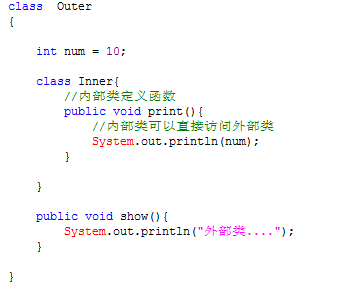 class  Outer
{
int num = 10;
class Inner{
//内部类定义函数
public void print(){
//内部类可以直接访问外部类
System.out.println(num);
}
}
public void show(){
System.out.println("外部类....");
}
}